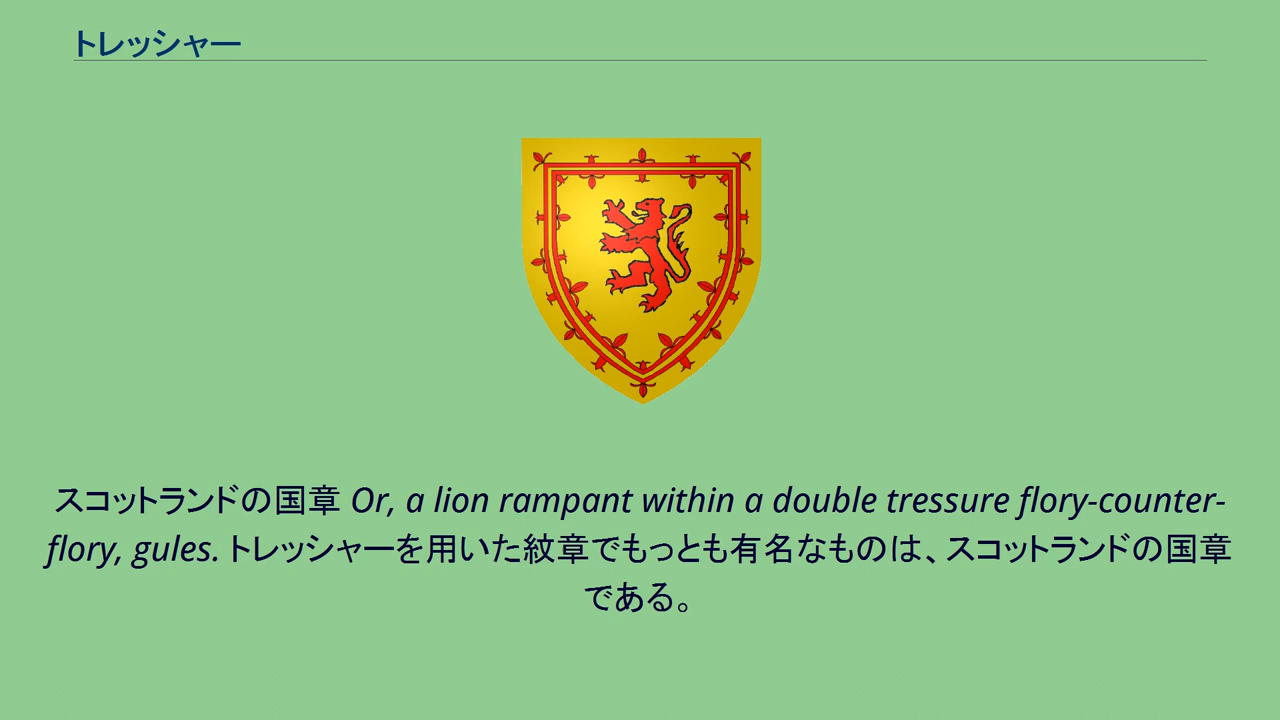 トレッシャー
スコットランドの国章 Or, a lion rampant within a double tressure flory-counter-
flory, gules. トレッシャーを用いた紋章でもっとも有名なものは、スコットランドの国章
である。